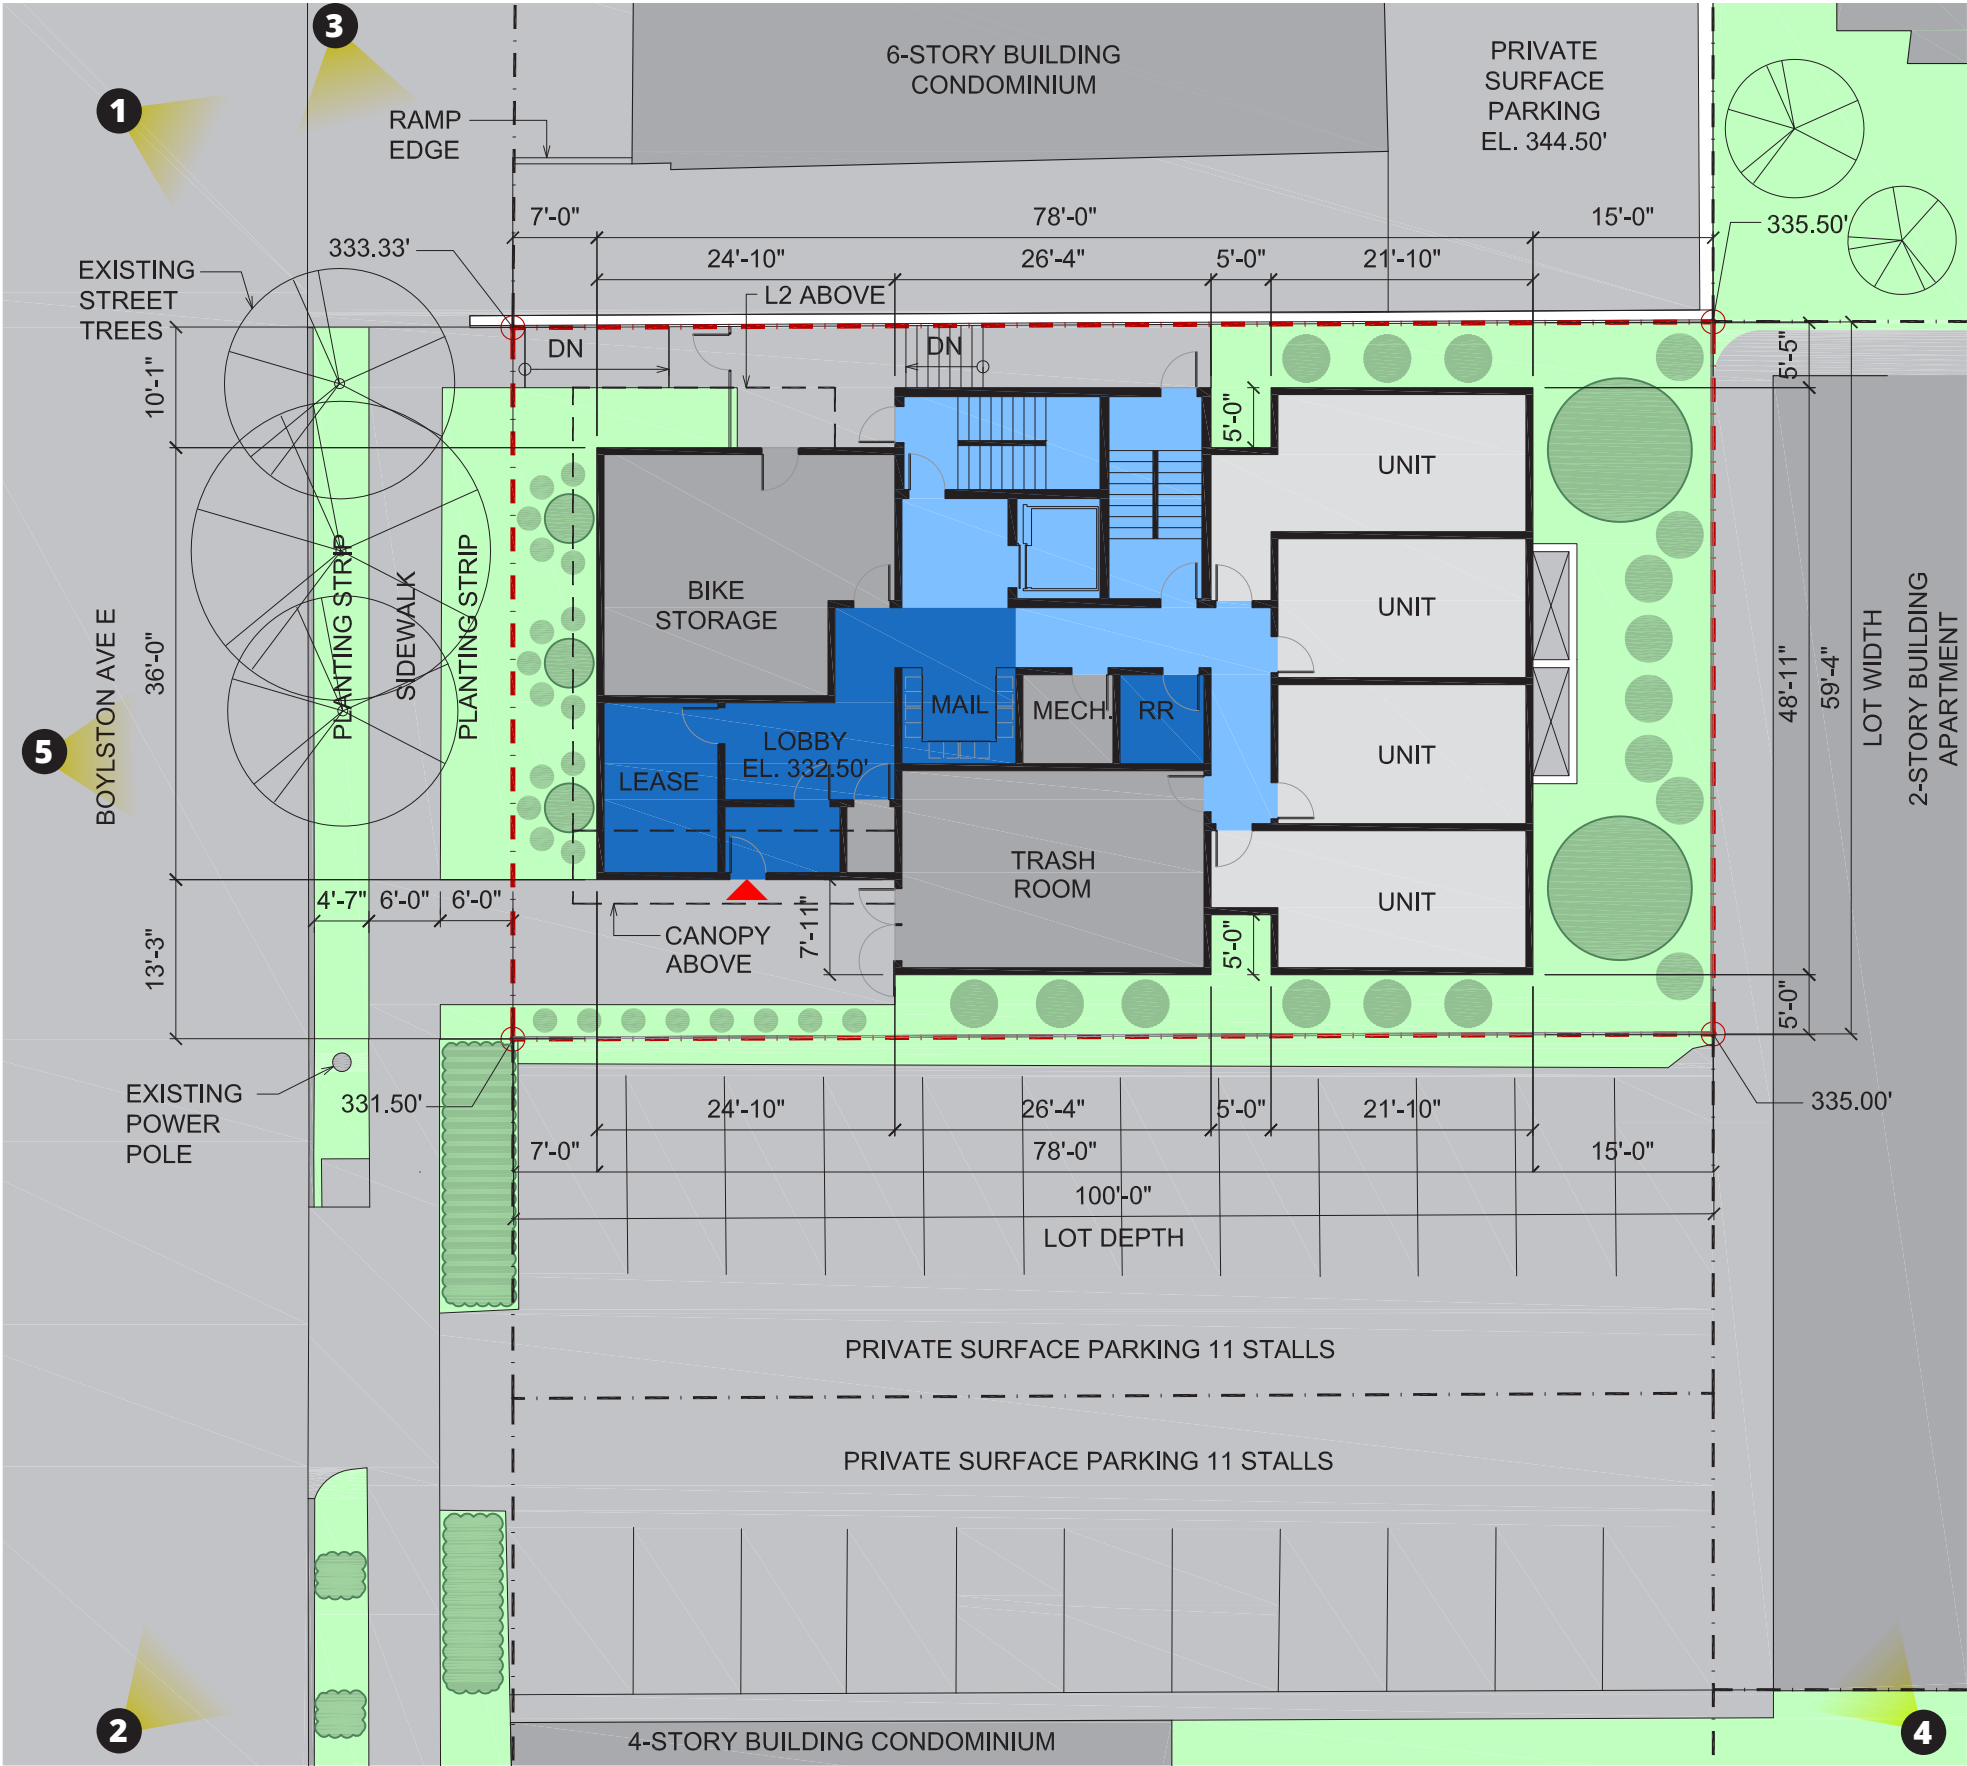 3
6-STORY BUILDING
CONDOMINIUM
PRIVATE
SURFACE
PARKING
EL. 344.50'
1
RAMP
EDGE
7'-0"
78'-0"
15'-0"
335.50'
333.33'
24'-10"
26'-4"
5'-0"
21'-10"
EXISTING
STREET
TREES
L2 ABOVE
DN
DN
10'-1"
5'-5"
5'-0"
UNIT
PLANTING STRIP
SIDEWALK
PLANTING STRIP
BIKE
STORAGE
UNIT
BOYLSTON AVE E
36'-0"
48'-11"
59'-4"
LOT WIDTH
2-STORY BUILDING
APARTMENT
MAIL
MECH.
RR
5
LOBBY
EL. 332.50'
LEASE
UNIT
TRASH
ROOM
UNIT
4'-7"
6'-0"
6'-0"
7'-11"
CANOPY
ABOVE
5'-0"
13'-3"
5'-0"
EXISTING
POWER
POLE
331.50'
24'-10"
26'-4"
5'-0"
21'-10"
335.00'
7'-0"
78'-0"
15'-0"
100'-0"
LOT DEPTH
PRIVATE SURFACE PARKING 11 STALLS
PRIVATE SURFACE PARKING 11 STALLS
2
4-STORY BUILDING CONDOMINIUM
4